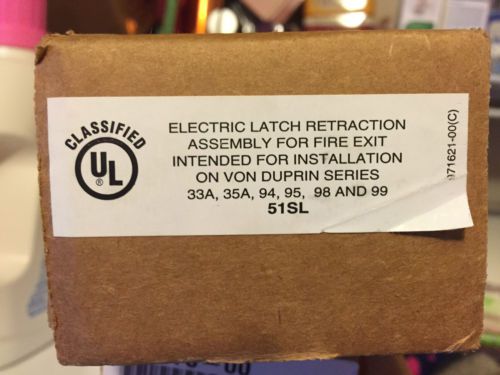 CLASSIFIED
UL
®
ELECTRIC LATCH RETRACTION
ASSEMBLY FOR FIRE EXIT
INTENDED FOR INSTALLATION
ON VON DUPRIN SERIES
33A, 35A, 94, 95, 98 AND 99
51SL
971621-00(C)